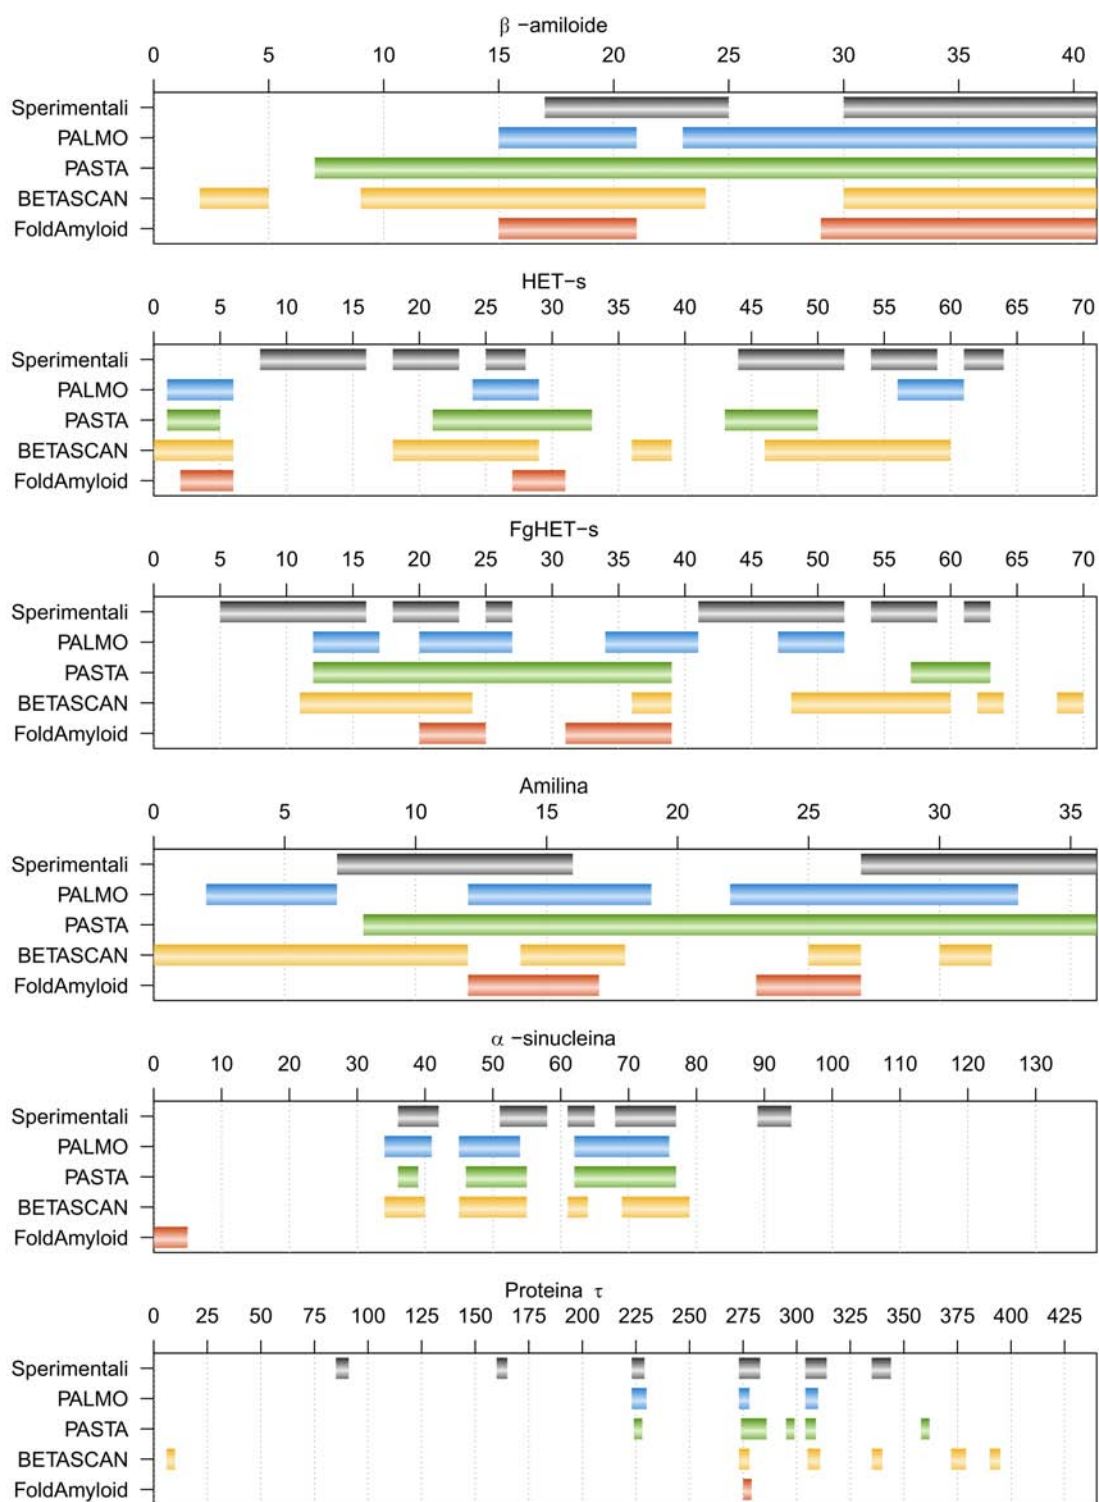 β −amiloide
0 5 10 15 20 25 30 35 40
Sperimentali
PALMO
PASTA
BETASCAN
FoldAmyloid
HET−s
0 5 10 15 20 25 30 35 40 45 50 55 60 65 70
Sperimentali
PALMO
PASTA
BETASCAN
FoldAmyloid
FgHET−s
0 5 10 15 20 25 30 35 40 45 50 55 60 65 70
Sperimentali
PALMO
PASTA
BETASCAN
FoldAmyloid
Amilina
0 5 10 15 20 25 30 35
Sperimentali
PALMO
PASTA
BETASCAN
FoldAmyloid
α −sinucleina
0 10 20 30 40 50 60 70 80 90 100 110 120 130
Sperimentali
PALMO
PASTA
BETASCAN
FoldAmyloid
Proteina τ
0 25 50 75 100 125 150 175 200 225 250 275 300 325 350 375 400 425
Sperimentali
PALMO
PASTA
BETASCAN
FoldAmyloid